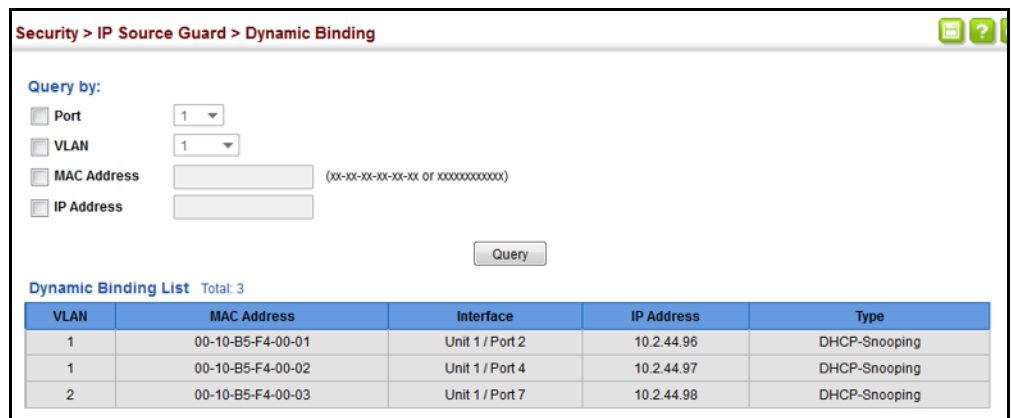 Security > IP Source Guard > Dynamic Binding
?
Query by:
Port 1
VLAN 1
MAC Address (xx-xx-xx-xx-xx-xx or xxxxxxxxxxxx)
IP Address
Query
Dynamic Binding List Total: 3
VLAN MAC Address Interface IP Address Type
1 00-10-B5-F4-00-01 Unit 1 / Port 2 10.2.44.96 DHCP-Snooping
1 00-10-B5-F4-00-02 Unit 1 / Port 4 10.2.44.97 DHCP-Snooping
2 00-10-B5-F4-00-03 Unit 1 / Port 7 10.2.44.98 DHCP-Snooping